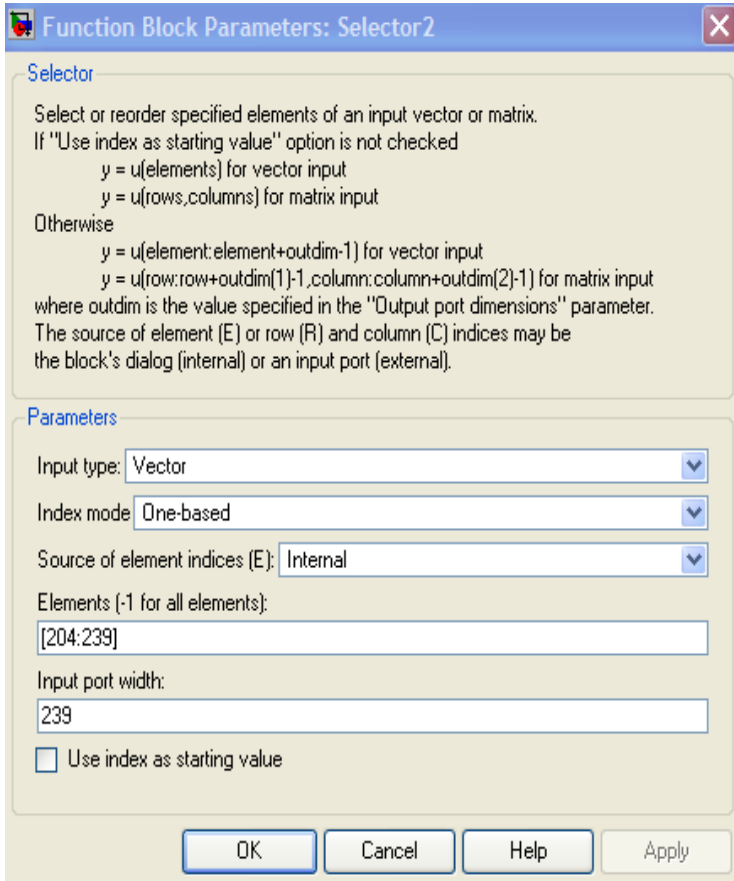 Function Block Parameters: Selector2
Selector
Select or reorder specified elements of an input vector or matrix.
If "Use index as starting value" option is not checked
y = u(elements) for vector input
y = u(rows,columns) for matrix input
Otherwise
y = u(element:element+outdim-1) for vector input
y = u(row:row+outdim(1)-1,column:column+outdim(2)-1) for matrix input
where outdim is the value specified in the "Output port dimensions" parameter.
The source of element (E) or row (R) and column (C) indices may be
the block's dialog (internal) or an input port (external).
Parameters
Input type: Vector
Index mode One-based
Source of element indices (E): Internal
Elements (-1 for all elements):
[204:239]
Input port width:
239
Use index as starting value
OK Cancel Help Apply